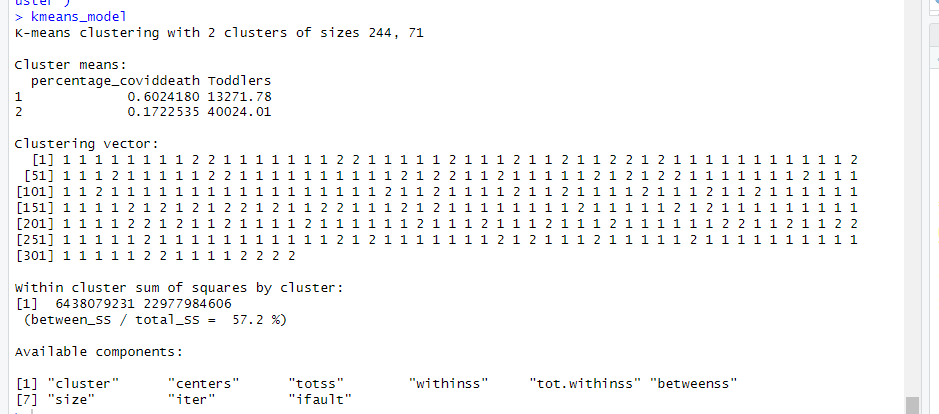 uster )
> kmeans_model
K-means clustering with 2 clusters of sizes 244, 71
Cluster means:
percentage_coviddeath Toddlers
1 0.6024180 13271.78
2 0.1722535 40024.01
Clustering vector:
[1] 1 1 1 1 1 1 1 1 2 2 1 1 1 1 1 1 1 2 2 1 1 1 1 1 2 1 1 1 2 1 1 2 1 1 2 2 1 2 1 1 1 1 1 1 1 1 1 1 1 2
[51] 1 1 1 2 1 1 1 1 1 2 2 1 1 1 1 1 1 1 1 1 1 2 1 2 2 1 1 2 1 1 1 1 1 2 1 2 1 2 2 1 1 1 1 1 1 1 2 1 1 1
[101] 1 1 2 1 1 1 1 1 1 1 1 1 1 1 1 1 1 1 1 1 2 1 1 2 1 1 1 1 2 1 1 2 1 1 1 1 2 1 1 1 2 1 1 2 1 1 1 1 1 1
[151] 1 1 1 1 2 1 2 1 2 1 2 2 1 2 1 1 2 2 1 1 1 2 1 2 1 1 1 2 1 1 1 1 2 1 1 1 1 1 2 1 2 1 1 1 1 1 1 1 1 1
[201] 1 1 1 1 2 2 1 2 1 1 2 1 1 1 1 2 1 1 1 1 1 1 2 1 1 1 2 1 1 1 2 1 1 1 2 1 1 1 1 1 1 2 2 1 1 2 1 1 2 2
[251] 1 1 1 1 1 2 1 1 1 1 1 1 1 1 1 1 1 2 1 2 1 1 1 1 1 1 1 2 1 2 1 1 1 2 1 1 1 1 1 2 1 1 1 1 1 1 1 1 1 1
[301] 1 1 1 1 1 2 2 1 1 1 1 2 2 2 2
Within cluster sum of squares by cluster:
[1] 6438079231 22977984606
(between_SS / total_SS = 57.2 %)
Available components:
[1] "cluster" "centers" "totss" "withinss" "tot.withinss" "betweenss"
[7] "size" "iter" "ifault"